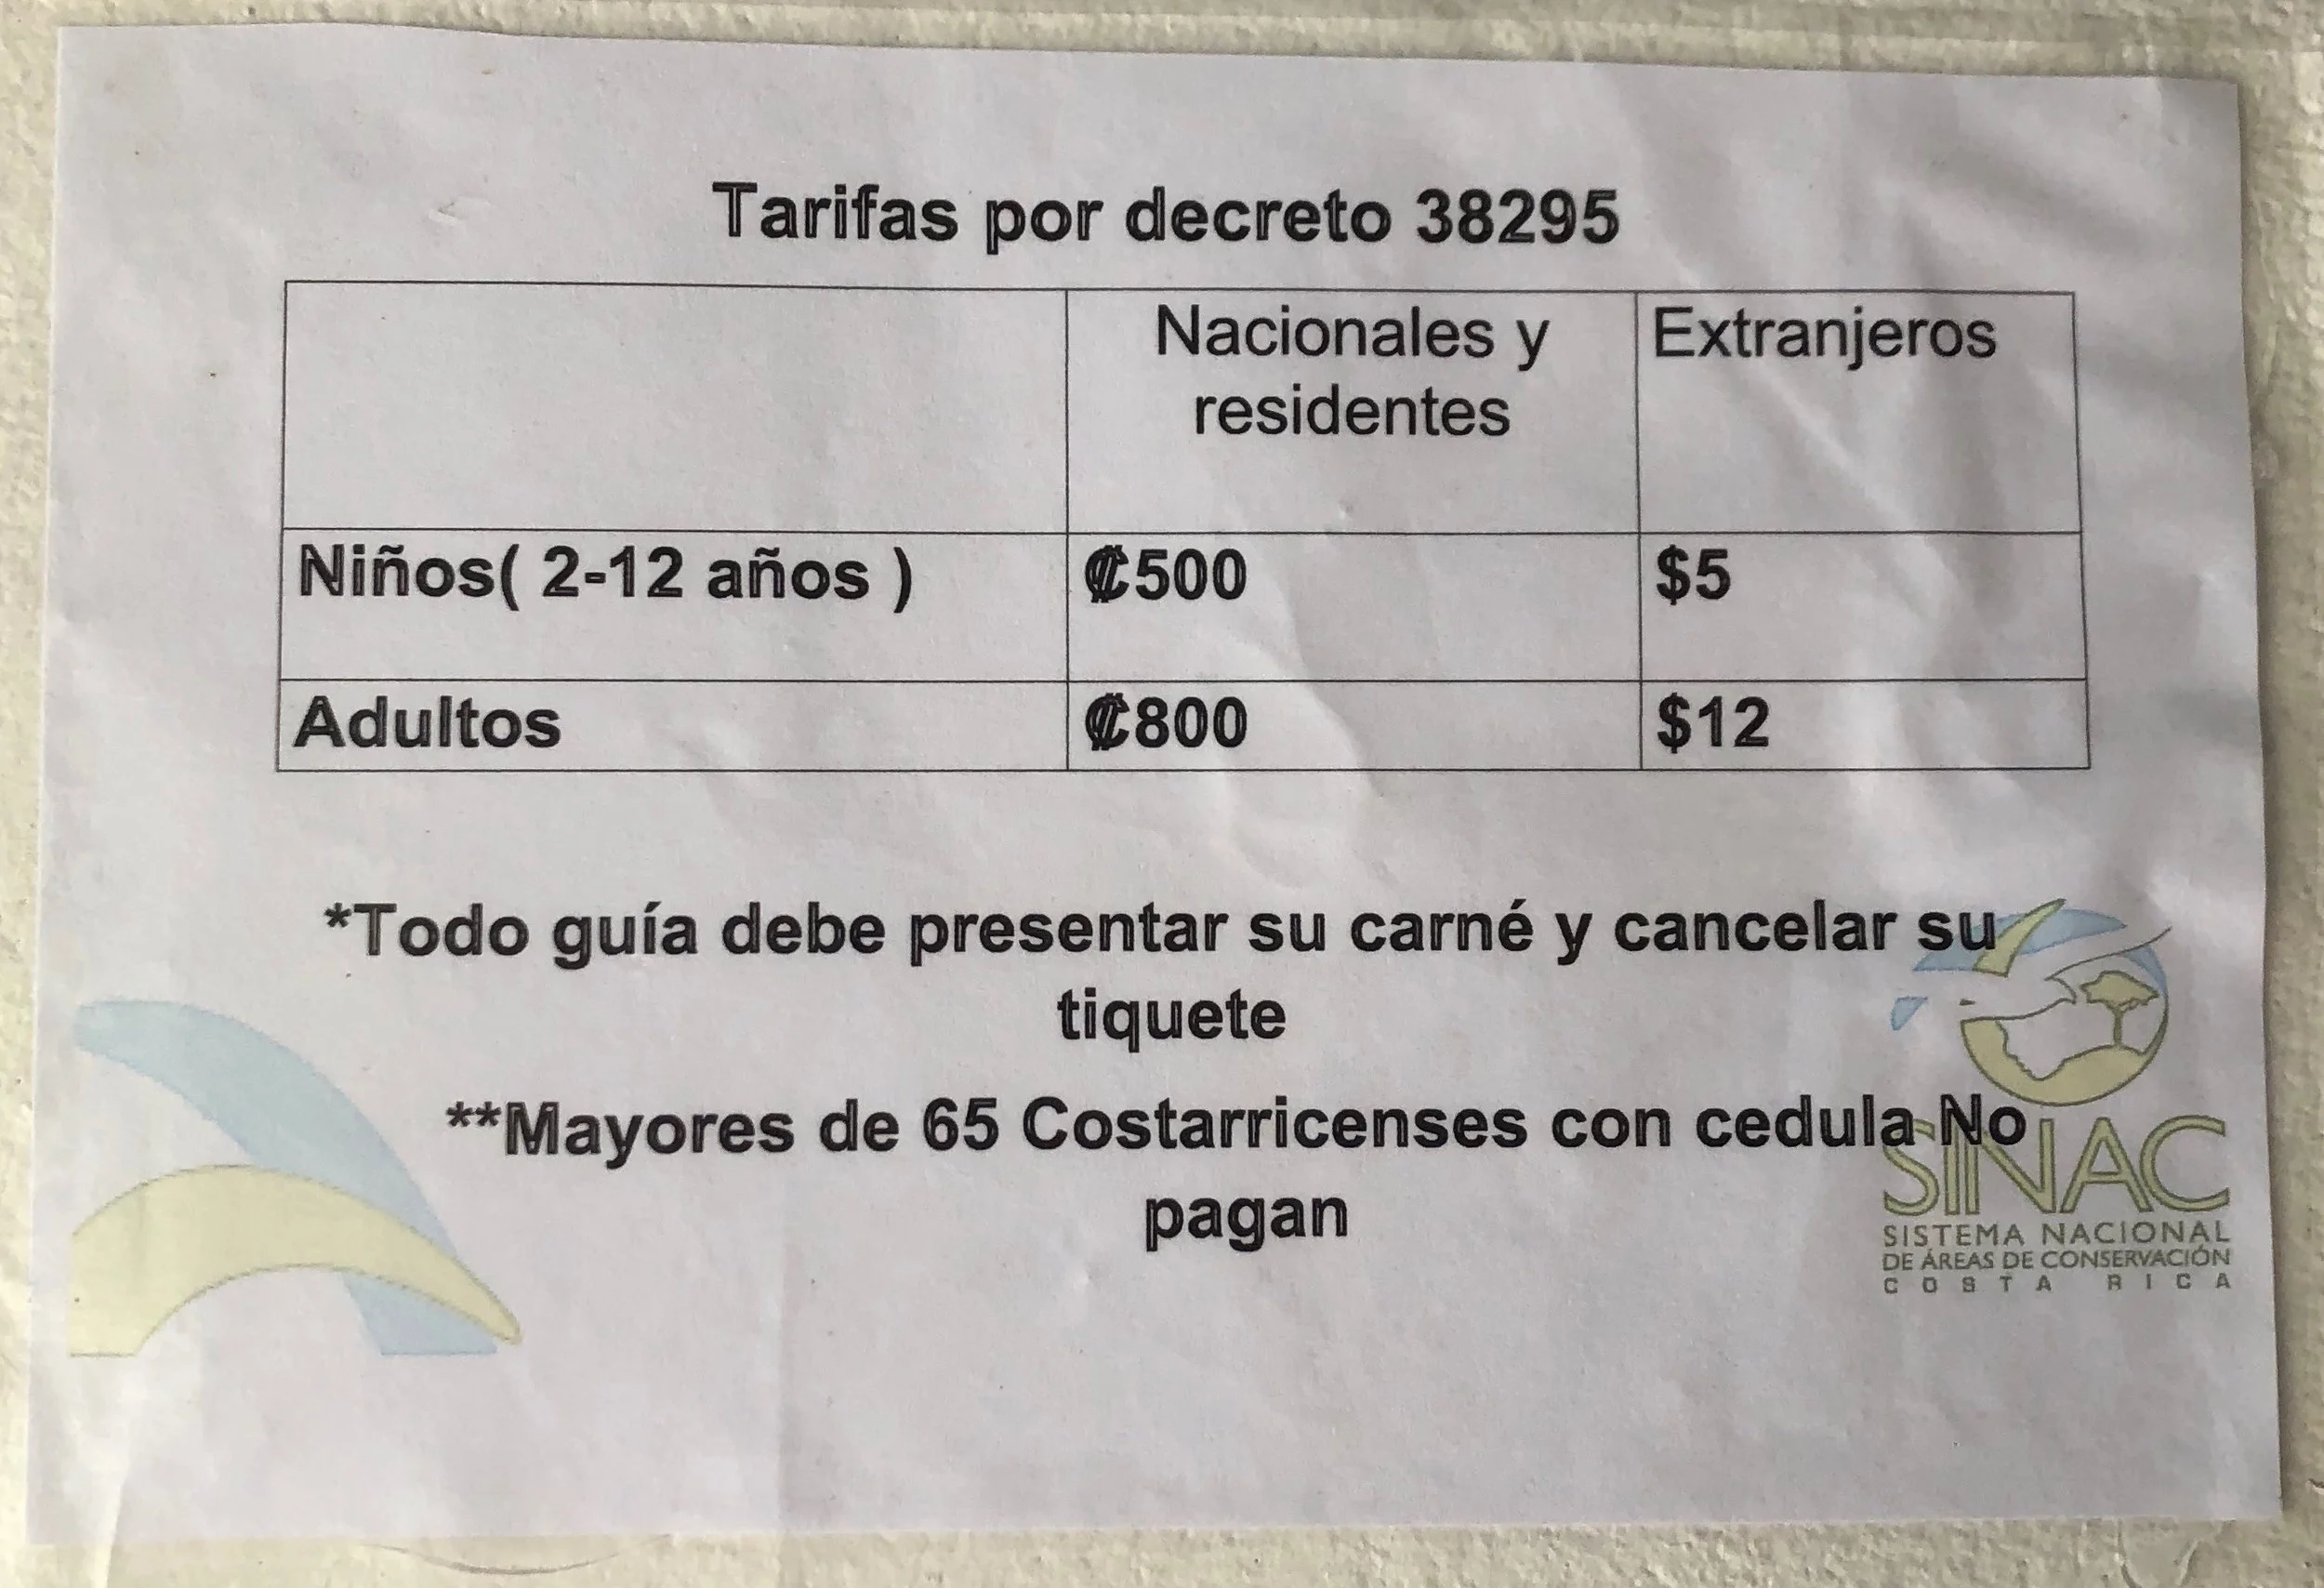 Tarifas por decreto 38295
Nacionales y
residentes
Extranjeros
Niños( 2-12 años )
₡500
$5
Adultos
₡800
$12
*Todo guía debe presentar su carné y cancelar su
tiquete
**Mayores de 65 Costarricenses con cedula No
pagan
SINAC
SISTEMA NACIONAL
DE ÁREAS DE CONSERVACIÓN
COSTA RICA